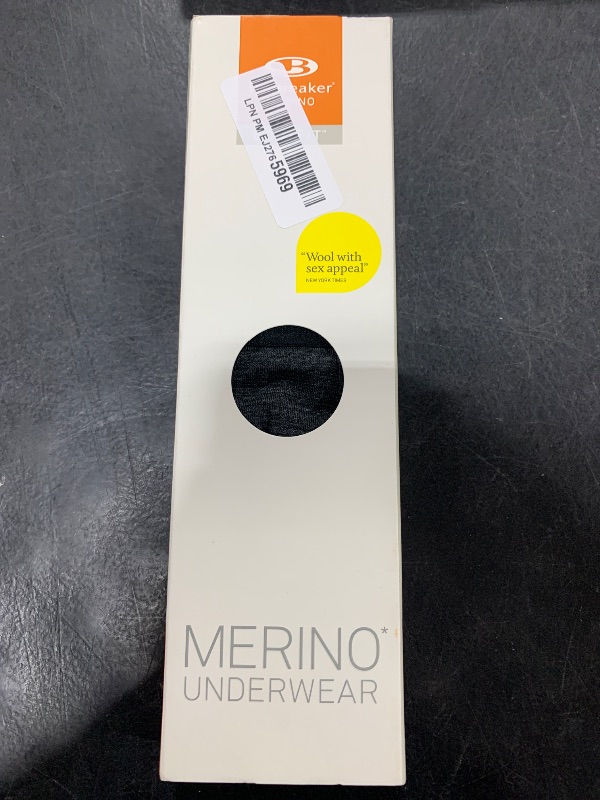 B
LPN PM EJ2765969
"Wool with
sex appeal"
NEW YORK TIMES
MERINO*
UNDERWEAR